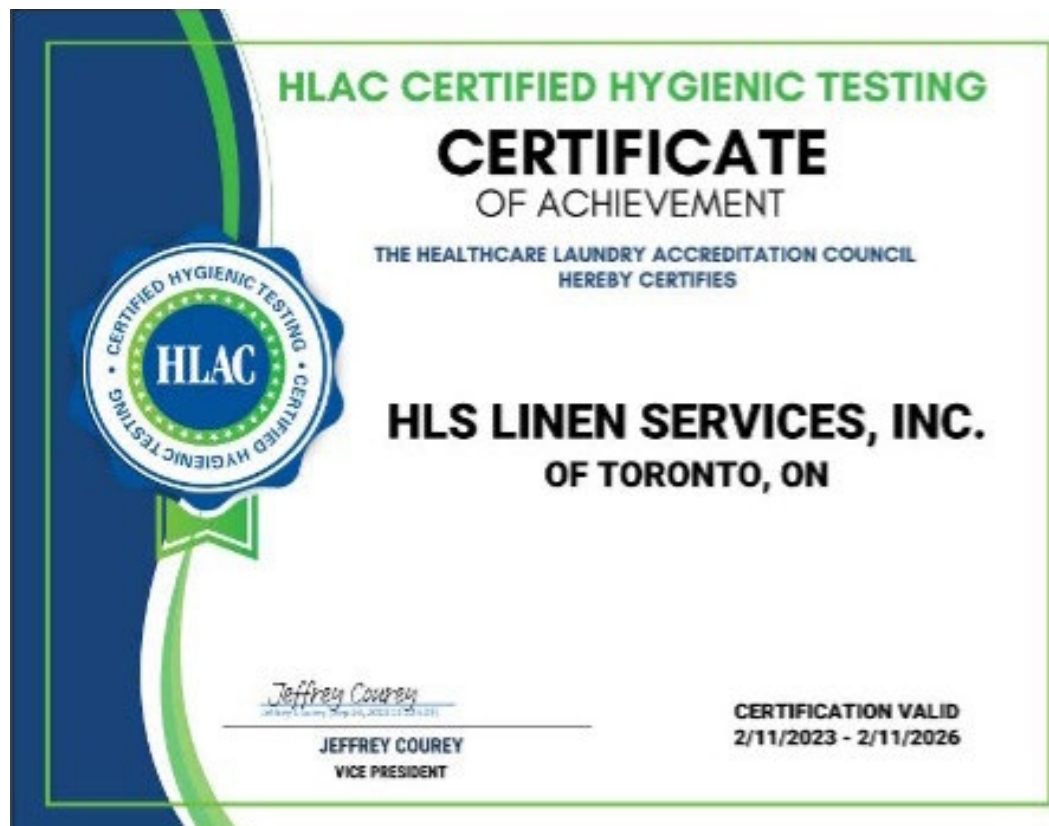 HLAC CERTIFIED HYGIENIC TESTING
CERTIFICATE
OF ACHIEVEMENT
THE HEALTHCARE LAUNDRY ACCREDITATION COUNCIL
HEREBY CERTIFIES
CERTIFIED HYGIENIC TESTING • CERTIFIED HYGIENIC TESTING •
HLAC
HLS LINEN SERVICES, INC.
OF TORONTO, ON
Jeffrey Courey
JEFFREY COUREY
VICE PRESIDENT
CERTIFICATION VALID
2/11/2023 - 2/11/2026